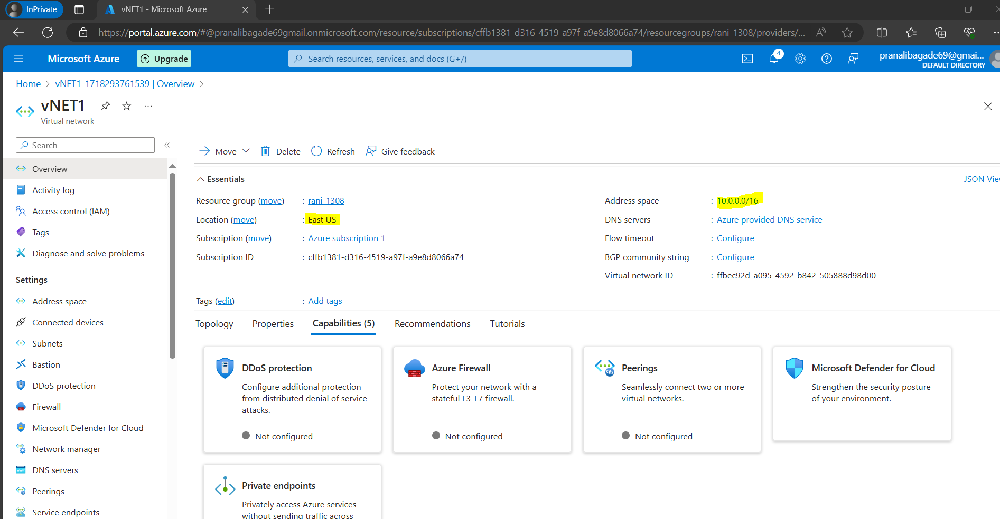 InPrivate
vNET1 - Microsoft Azure
https://portal.azure.com/#@pranalibagade69gmail.onmicrosoft.com/resource/subscriptions/cffb1381-d316-4519-a97f-a9e8d8066a74/resourcegroups/rani-1308/providers/...
Microsoft Azure
Upgrade
Search resources, services, and docs (G+/)
4
pranalibagade69@gmai...
DEFAULT DIRECTORY
Home > vNET1-1718293761539 | Overview >
vNET1
Virtual network
Search
Move
Delete
Refresh
Give feedback
Overview
Activity log
Access control (IAM)
Tags
Diagnose and solve problems
Settings
Address space
Connected devices
Subnets
Bastion
DDoS protection
Firewall
Microsoft Defender for Cloud
Network manager
DNS servers
Peerings
Service endpoints
Essentials
JSON Vie
Resource group (move) : rani-1308
Location (move) : East US
Subscription (move) : Azure subscription 1
Subscription ID : cffb1381-d316-4519-a97f-a9e8d8066a74
Address space : 10.0.0.0/16
DNS servers : Azure provided DNS service
Flow timeout : Configure
BGP community string : Configure
Virtual network ID : ffbec92d-a095-4592-b842-505888d98d00
Tags (edit) : Add tags
Topology
Properties
Capabilities (5)
Recommendations
Tutorials
DDoS protection
Configure additional protection
from distributed denial of service
attacks.
Not configured
Azure Firewall
Protect your network with a
stateful L3-L7 firewall.
Not configured
Peerings
Seamlessly connect two or more
virtual networks.
Not configured
Microsoft Defender for Cloud
Strengthen the security posture
of your environment.
Private endpoints
Privately access Azure services
without sending traffic across